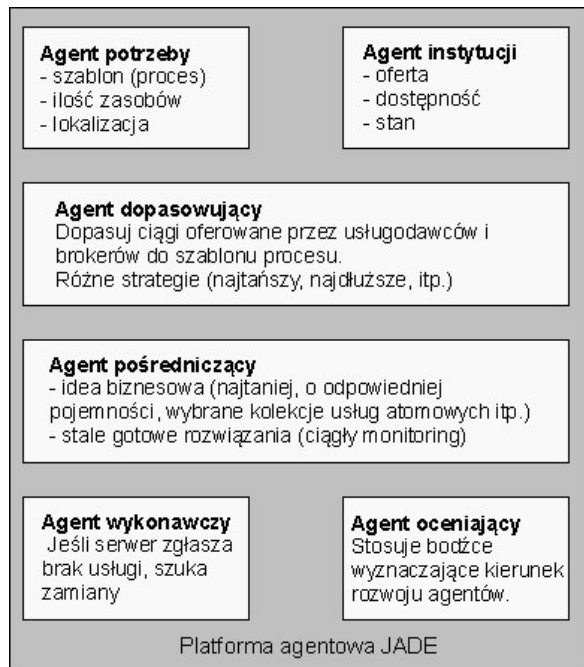 Agent potrzeby
- szablon (proces)
- ilość zasobów
- lokalizacja
Agent instytucji
- oferta
- dostępność
- stan
Agent dopasowujący
Dopasuj ciągi oferowane przez usługodawców i
brokerów do szablonu procesu.
Różne strategie (najtańszy, najdłuższe, itp.)
Agent pośredniczący
- idea biznesowa (najtaniej, o odpowiedniej
pojemności, wybrane kolekcje usług atomowych itp.)
- stale gotowe rozwiązania (ciągły monitoring)
Agent wykonawczy
Jeśli serwer zgłasza
brak usługi, szuka
zamiany
Agent oceniający
Stosuje bodźce
wyznaczające kierunek
rozwoju agentów.
Platforma agentowa JADE